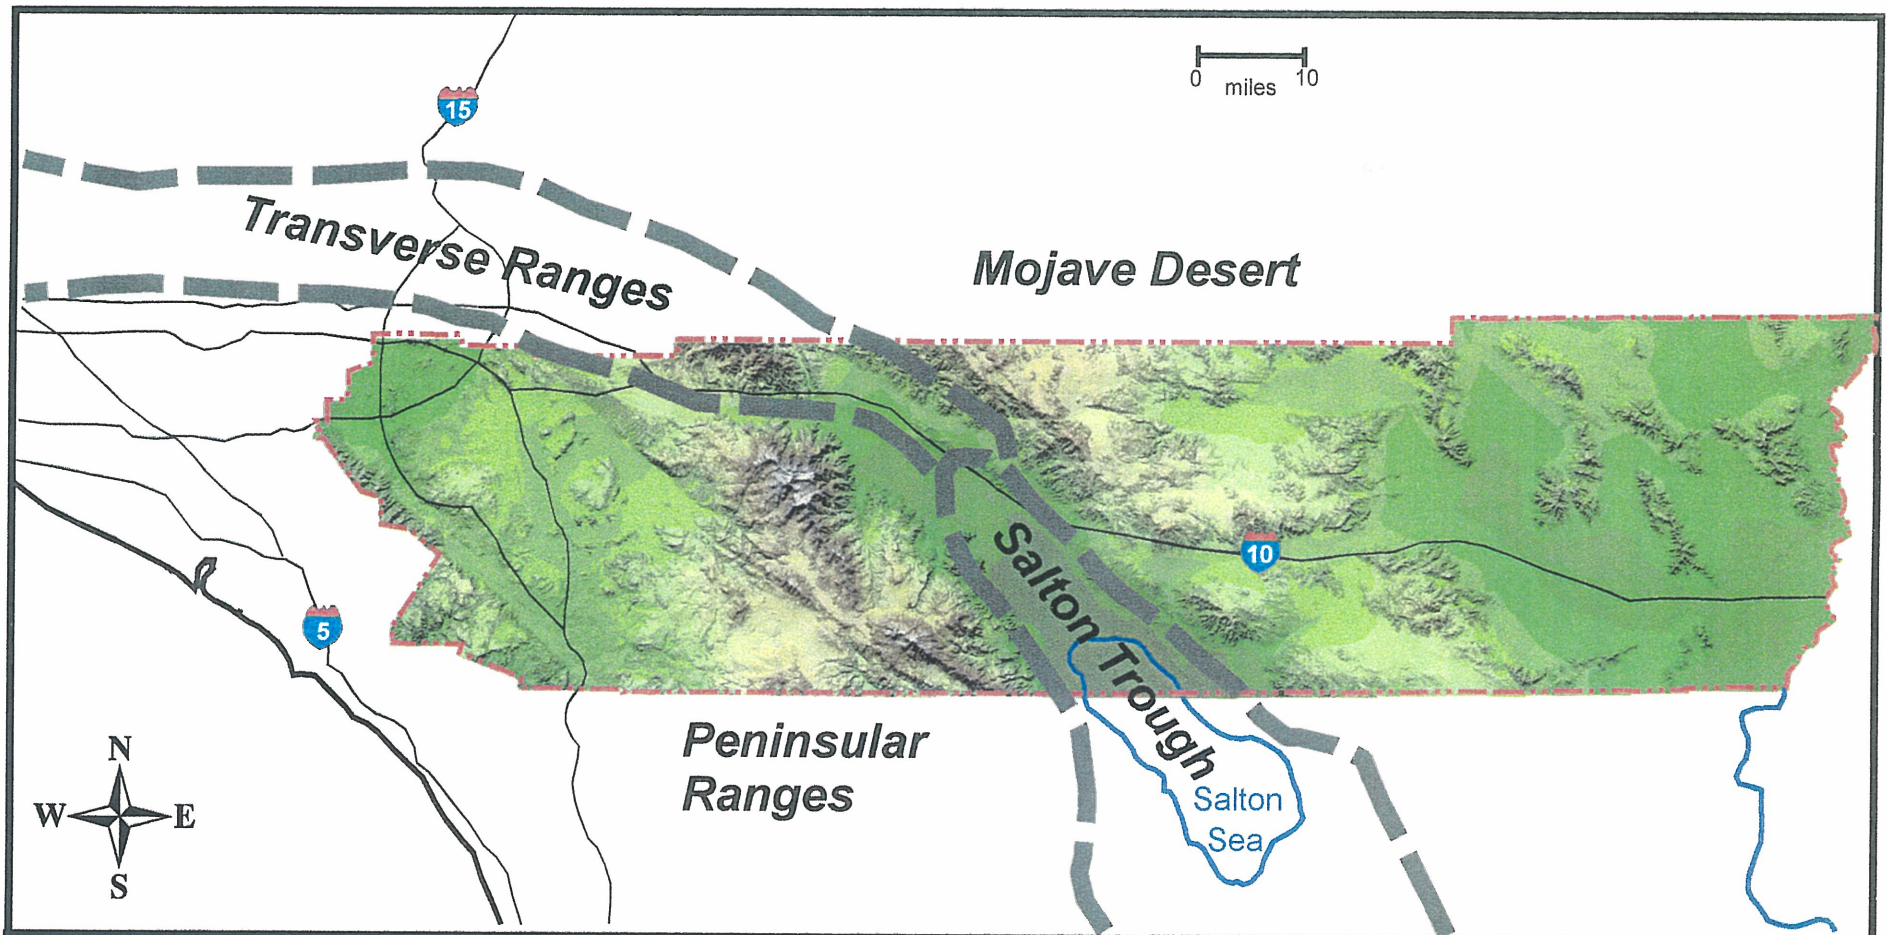 15
0 miles 10
Transverse Ranges
Mojave Desert
10
Salton Trough
5
Peninsular
Ranges
Salton
Sea
N
W E
S